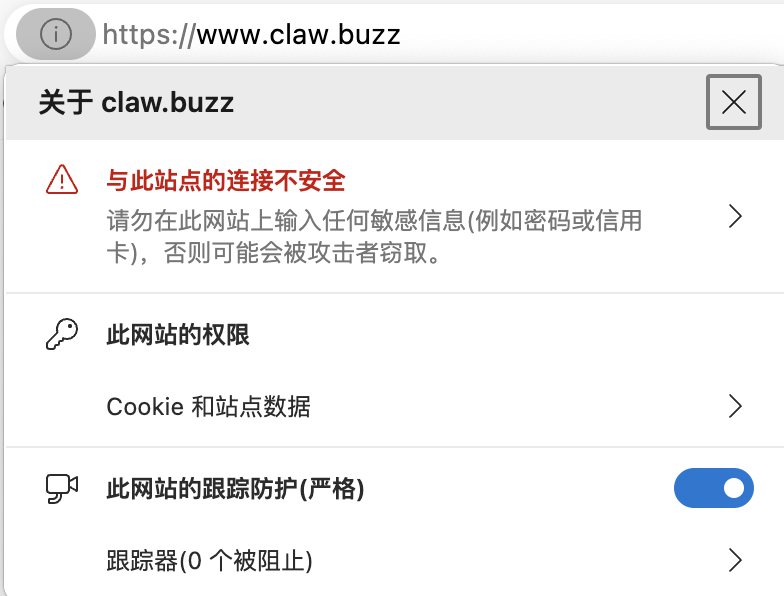 https://www.claw.buzz
关于 claw.buzz
与此站点的连接不安全
请勿在此网站上输入任何敏感信息(例如密码或信用
卡)，否则可能会被攻击者窃取。
此网站的权限
Cookie 和站点数据
此网站的跟踪防护(严格)
跟踪器(0 个被阻止)